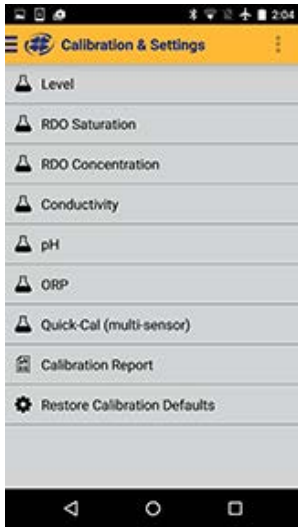 2:04
Calibration & Settings
Level
RDO Saturation
RDO Concentration
Conductivity
pH
ORP
Quick-Cal (multi-sensor)
Calibration Report
Restore Calibration Defaults